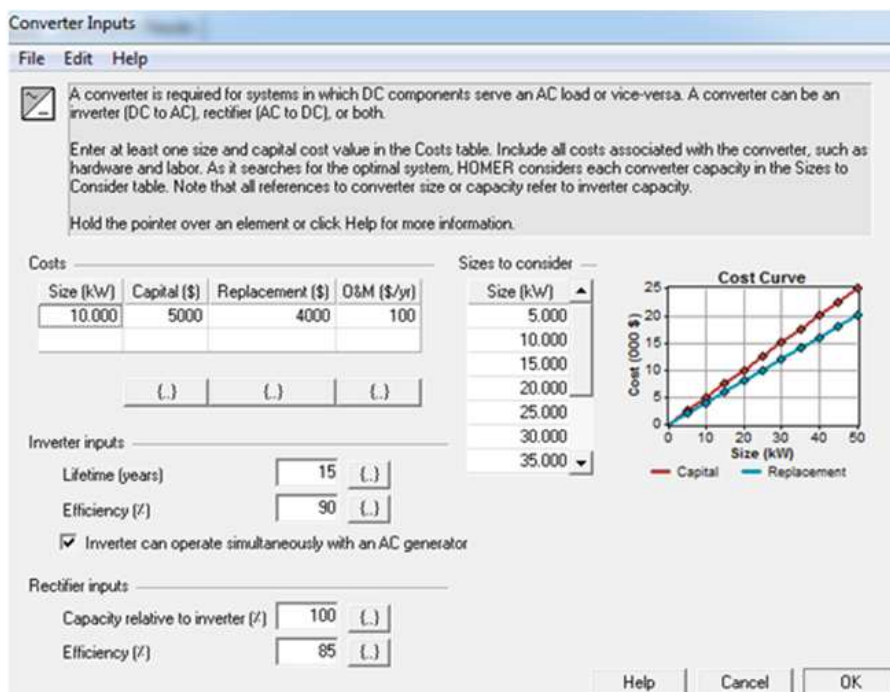 Converter Inputs
File Edit Help
A converter is required for systems in which DC components serve an AC load or vice-versa. A converter can be an
inverter (DC to AC), rectifier (AC to DC), or both.
Enter at least one size and capital cost value in the Costs table. Include all costs associated with the converter, such as
hardware and labor. As it searches for the optimal system, HOMER considers each converter capacity in the Sizes to
Consider table. Note that all references to converter size or capacity refer to inverter capacity.
Hold the pointer over an element or click Help for more information.
Costs
Size (kW) Capital ($) Replacement ($) O&M ($/yr)
10.000 5000 4000 100
{..} {..} {..}
Sizes to consider
Size (kW)
5.000
10.000
15.000
20.000
25.000
30.000
35.000
Cost Curve
Cost (000 $)
25
20
15
10
5
0
0 10 20 30 40 50
Size (kW)
Capital Replacement
Inverter inputs
Lifetime (years) 15 {..}
Efficiency (%) 90 {..}
Inverter can operate simultaneously with an AC generator
Rectifier inputs
Capacity relative to inverter (%) 100 {..}
Efficiency (%) 85 {..}
Help Cancel OK